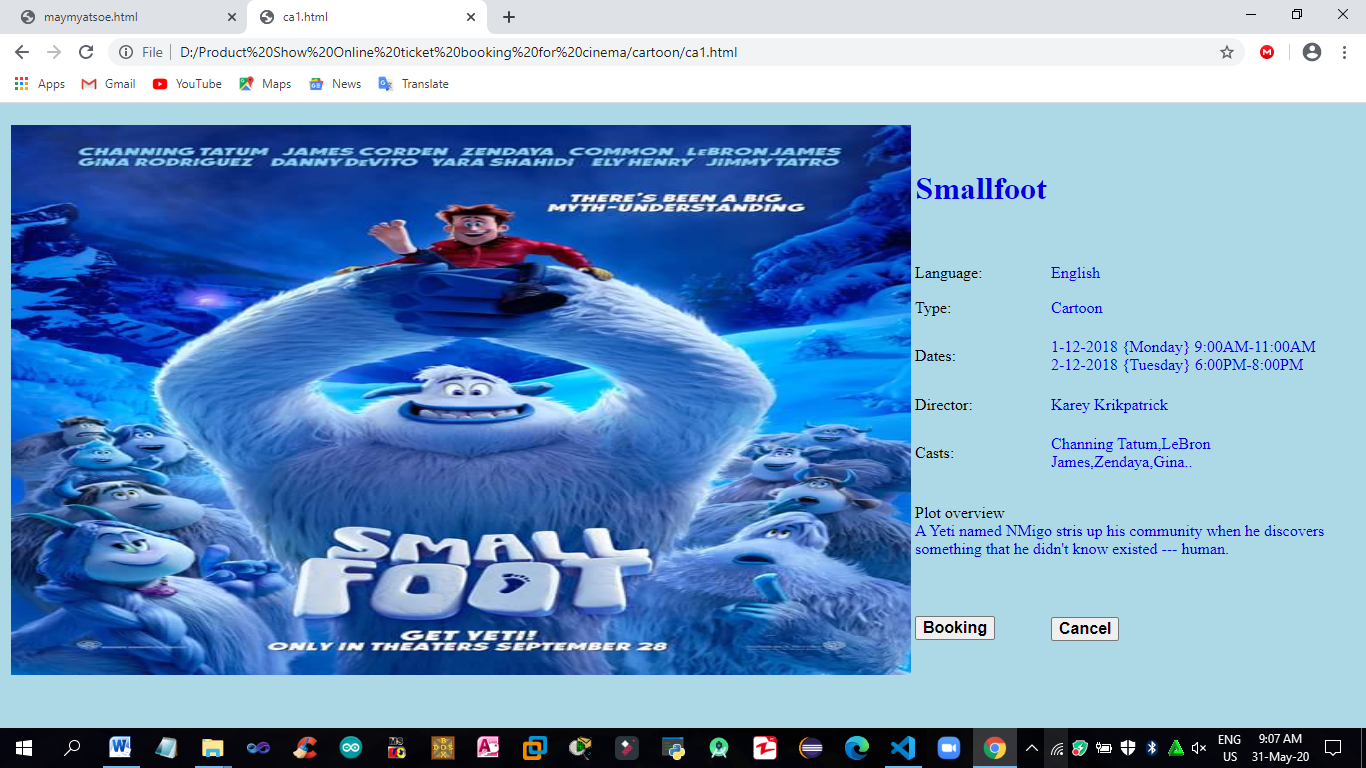 maymyatsoe.html
ca1.html
File
D:/Product%20Show%20Online%20ticket%20booking%20for%20cinema/cartoon/ca1.html
Apps
Gmail
YouTube
Maps
News
Translate
CHANNING TATUM JAMES CORDEN ZENDAYA COMMON LEBRON JAMES
GINA RODRIGUEZ DANNY DEVITO YARA SHAHIDI ELY HENRY JIMMY TATRO
THERE'S BEEN A BIG
MYTH-UNDERSTANDING
SMALL
FOOT
GET YETI!
ONLY IN THEATERS SEPTEMBER 28
Smallfoot
Language: English
Type: Cartoon
Dates: 1-12-2018 {Monday} 9:00AM-11:00AM
2-12-2018 {Tuesday} 6:00PM-8:00PM
Director: Karey Krikpatrick
Casts: Channing Tatum,LeBron
James,Zendaya,Gina..
Plot overview
A Yeti named NMigo stris up his community when he discovers
something that he didn't know existed --- human.
Booking Cancel
ENG
US
9:07 AM
31-May-20